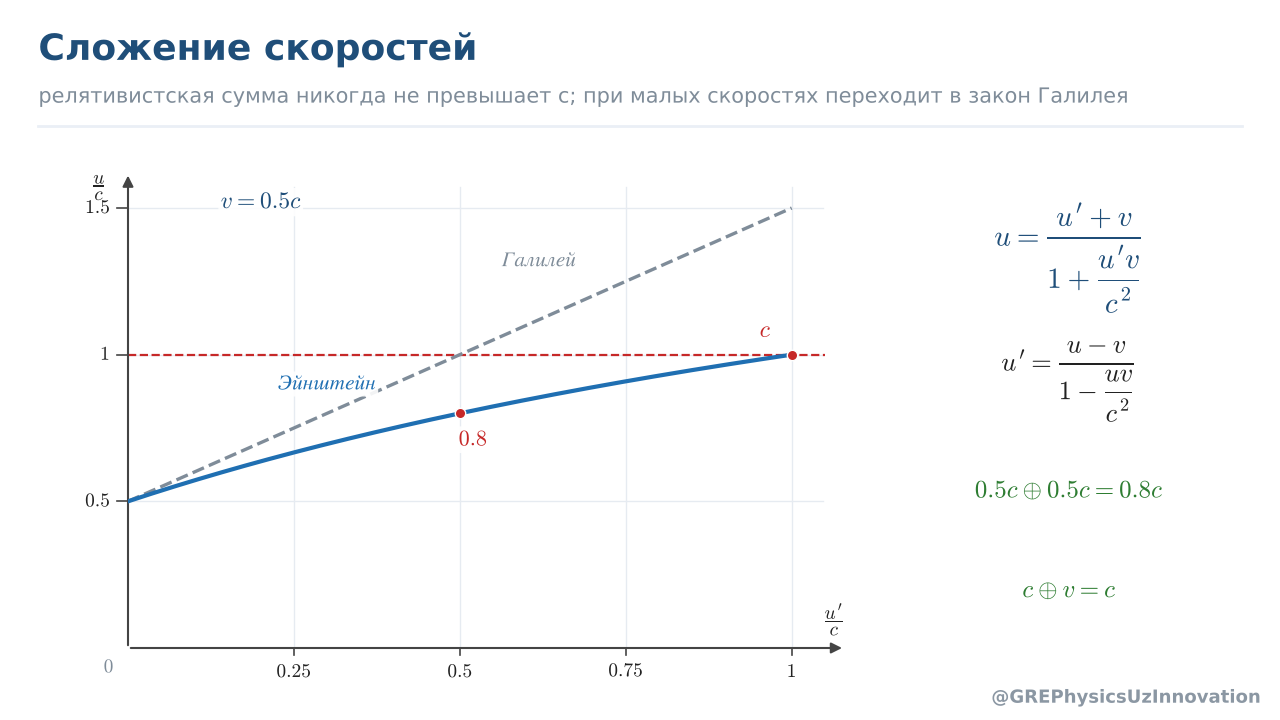 Сложение скоростей
релятивистская сумма никогда не превышает c; при малых скоростях переходит в закон Галилея
u/c
1.5
v = 0.5c
Галилей
c
1
Эйнштейн
0.8
0.5
u′/c
0
0.25
0.5
0.75
1
u = (u′ + v) / (1 + u′v/c²)
u′ = (u − v) / (1 − uv/c²)
0.5c ⊕ 0.5c = 0.8c
c ⊕ v = c
@GREPhysicsUzInnovation